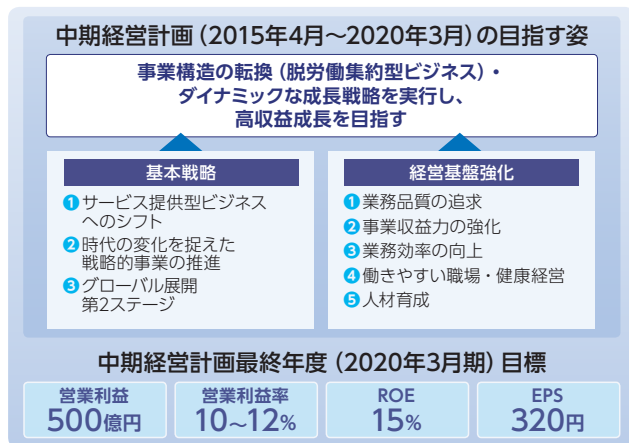 中期経営計画（2015年4月～2020年3月）の目指す姿
事業構造の転換（脱労働集約型ビジネス）・
ダイナミックな成長戦略を実行し、
高収益成長を目指す
基本戦略
❶サービス提供型ビジネス
へのシフト
❷時代の変化を捉えた
戦略的事業の推進
❸グローバル展開
第2ステージ
経営基盤強化
❶業務品質の追求
❷事業収益力の強化
❸業務効率の向上
❹働きやすい職場・健康経営
❺人材育成
中期経営計画最終年度（2020年3月期）目標
営業利益
500億円
営業利益率
10～12%
ROE
15%
EPS
320円